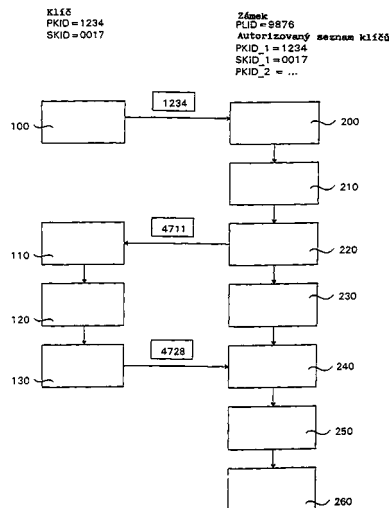 Klíč
PKID=1234
SKID=0017
Zámek
PLID=9876
Autorizovaný seznam klíčů
PKID_1=1234
SKID_1=0017
PKID_2 = ...
1234
100
200
210
4711
110
220
120
230
4728
130
240
250
260